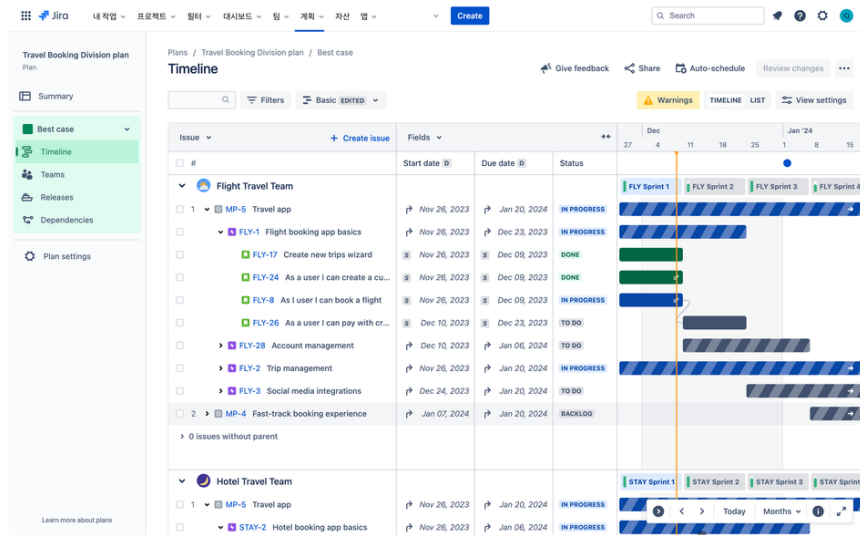 Jira 내 작업 프로젝트 필터 대시보드 팀 계획 자산 앱 Create Search
Travel Booking Division plan
Plan
Summary
Best case
Timeline
Teams
Releases
Dependencies
Plan settings
Learn more about plans
Plans / Travel Booking Division plan / Best case
Timeline
Give feedback Share Auto-schedule Review changes
Filters Basic EDITED Warnings TIMELINE LIST View settings
Issue + Create issue Fields Dec Jan '24
27 4 11 18 25 1 8 15
# Start date D Due date D Status
Flight Travel Team FLY Sprint 1 FLY Sprint 2 FLY Sprint 3 FLY Sprint 4
1 MP-5 Travel app Nov 26, 2023 Jan 20, 2024 IN PROGRESS
FLY-1 Flight booking app basics Nov 26, 2023 Dec 23, 2023 IN PROGRESS
FLY-17 Create new trips wizard S Nov 26, 2023 S Dec 09, 2023 DONE
FLY-24 As a user I can create a cu... S Nov 26, 2023 S Dec 09, 2023 DONE
FLY-8 As I user I can book a flight S Nov 26, 2023 S Dec 09, 2023 IN PROGRESS
FLY-26 As a user I can pay with cr... S Dec 10, 2023 S Dec 23, 2023 TO DO
FLY-28 Account management Dec 10, 2023 Jan 06, 2024 TO DO
FLY-2 Trip management Nov 26, 2023 Jan 20, 2024 IN PROGRESS
FLY-3 Social media integrations Dec 24, 2023 Jan 20, 2024 TO DO
2 MP-4 Fast-track booking experience Jan 07, 2024 Jan 20, 2024 BACKLOG
0 issues without parent
Hotel Travel Team STAY Sprint 1 STAY Sprint 2 STAY Sprint 3 STAY Sprint
1 MP-5 Travel app Nov 26, 2023 Jan 20, 2024 IN PROGRESS
STAY-2 Hotel booking app basics Nov 26, 2023 Jan 06, 2024 IN PROGRESS
Today Months